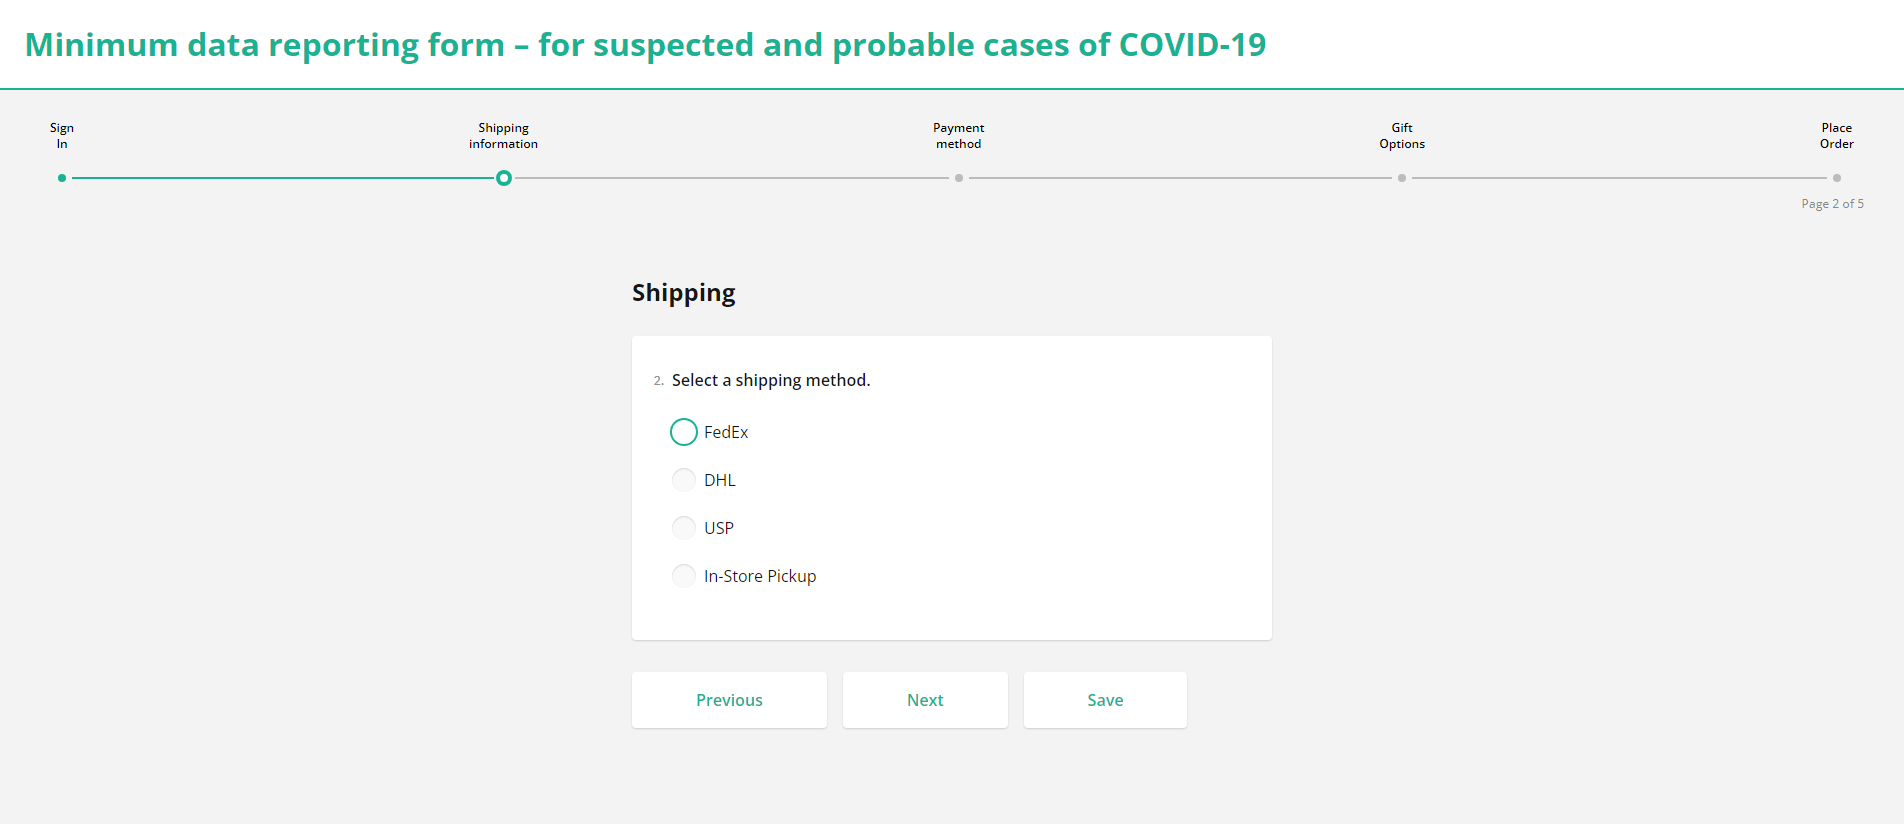 Minimum data reporting form – for suspected and probable cases of COVID-19
Sign
In
Shipping
information
Payment
method
Gift
Options
Place
Order
Page 2 of 5
Shipping
2. Select a shipping method.
FedEx
DHL
USP
In-Store Pickup
Previous
Next
Save